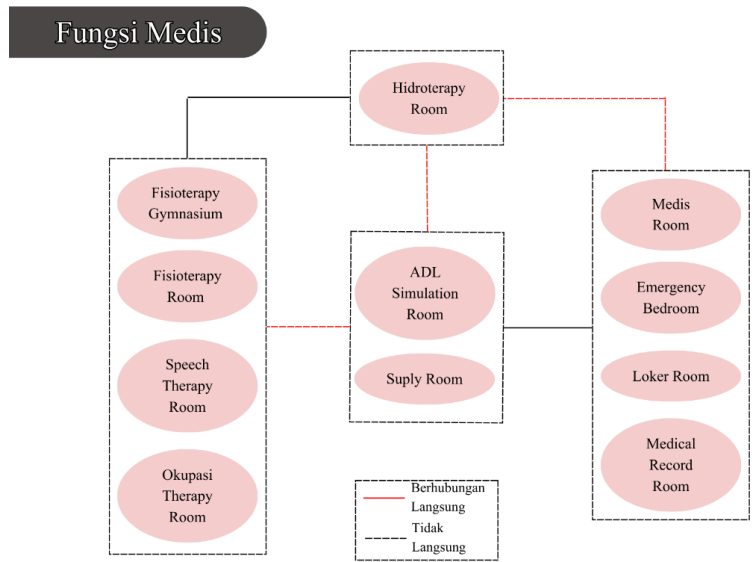 Fungsi Medis
Hidroterapy
Room
Fisioterapy
Gymnasium
Fisioterapy
Room
Speech
Therapy
Room
Okupasi
Therapy
Room
ADL
Simulation
Room
Suply Room
Medis
Room
Emergency
Bedroom
Loker Room
Medical
Record
Room
Berhubungan
Langsung
Tidak
Langsung